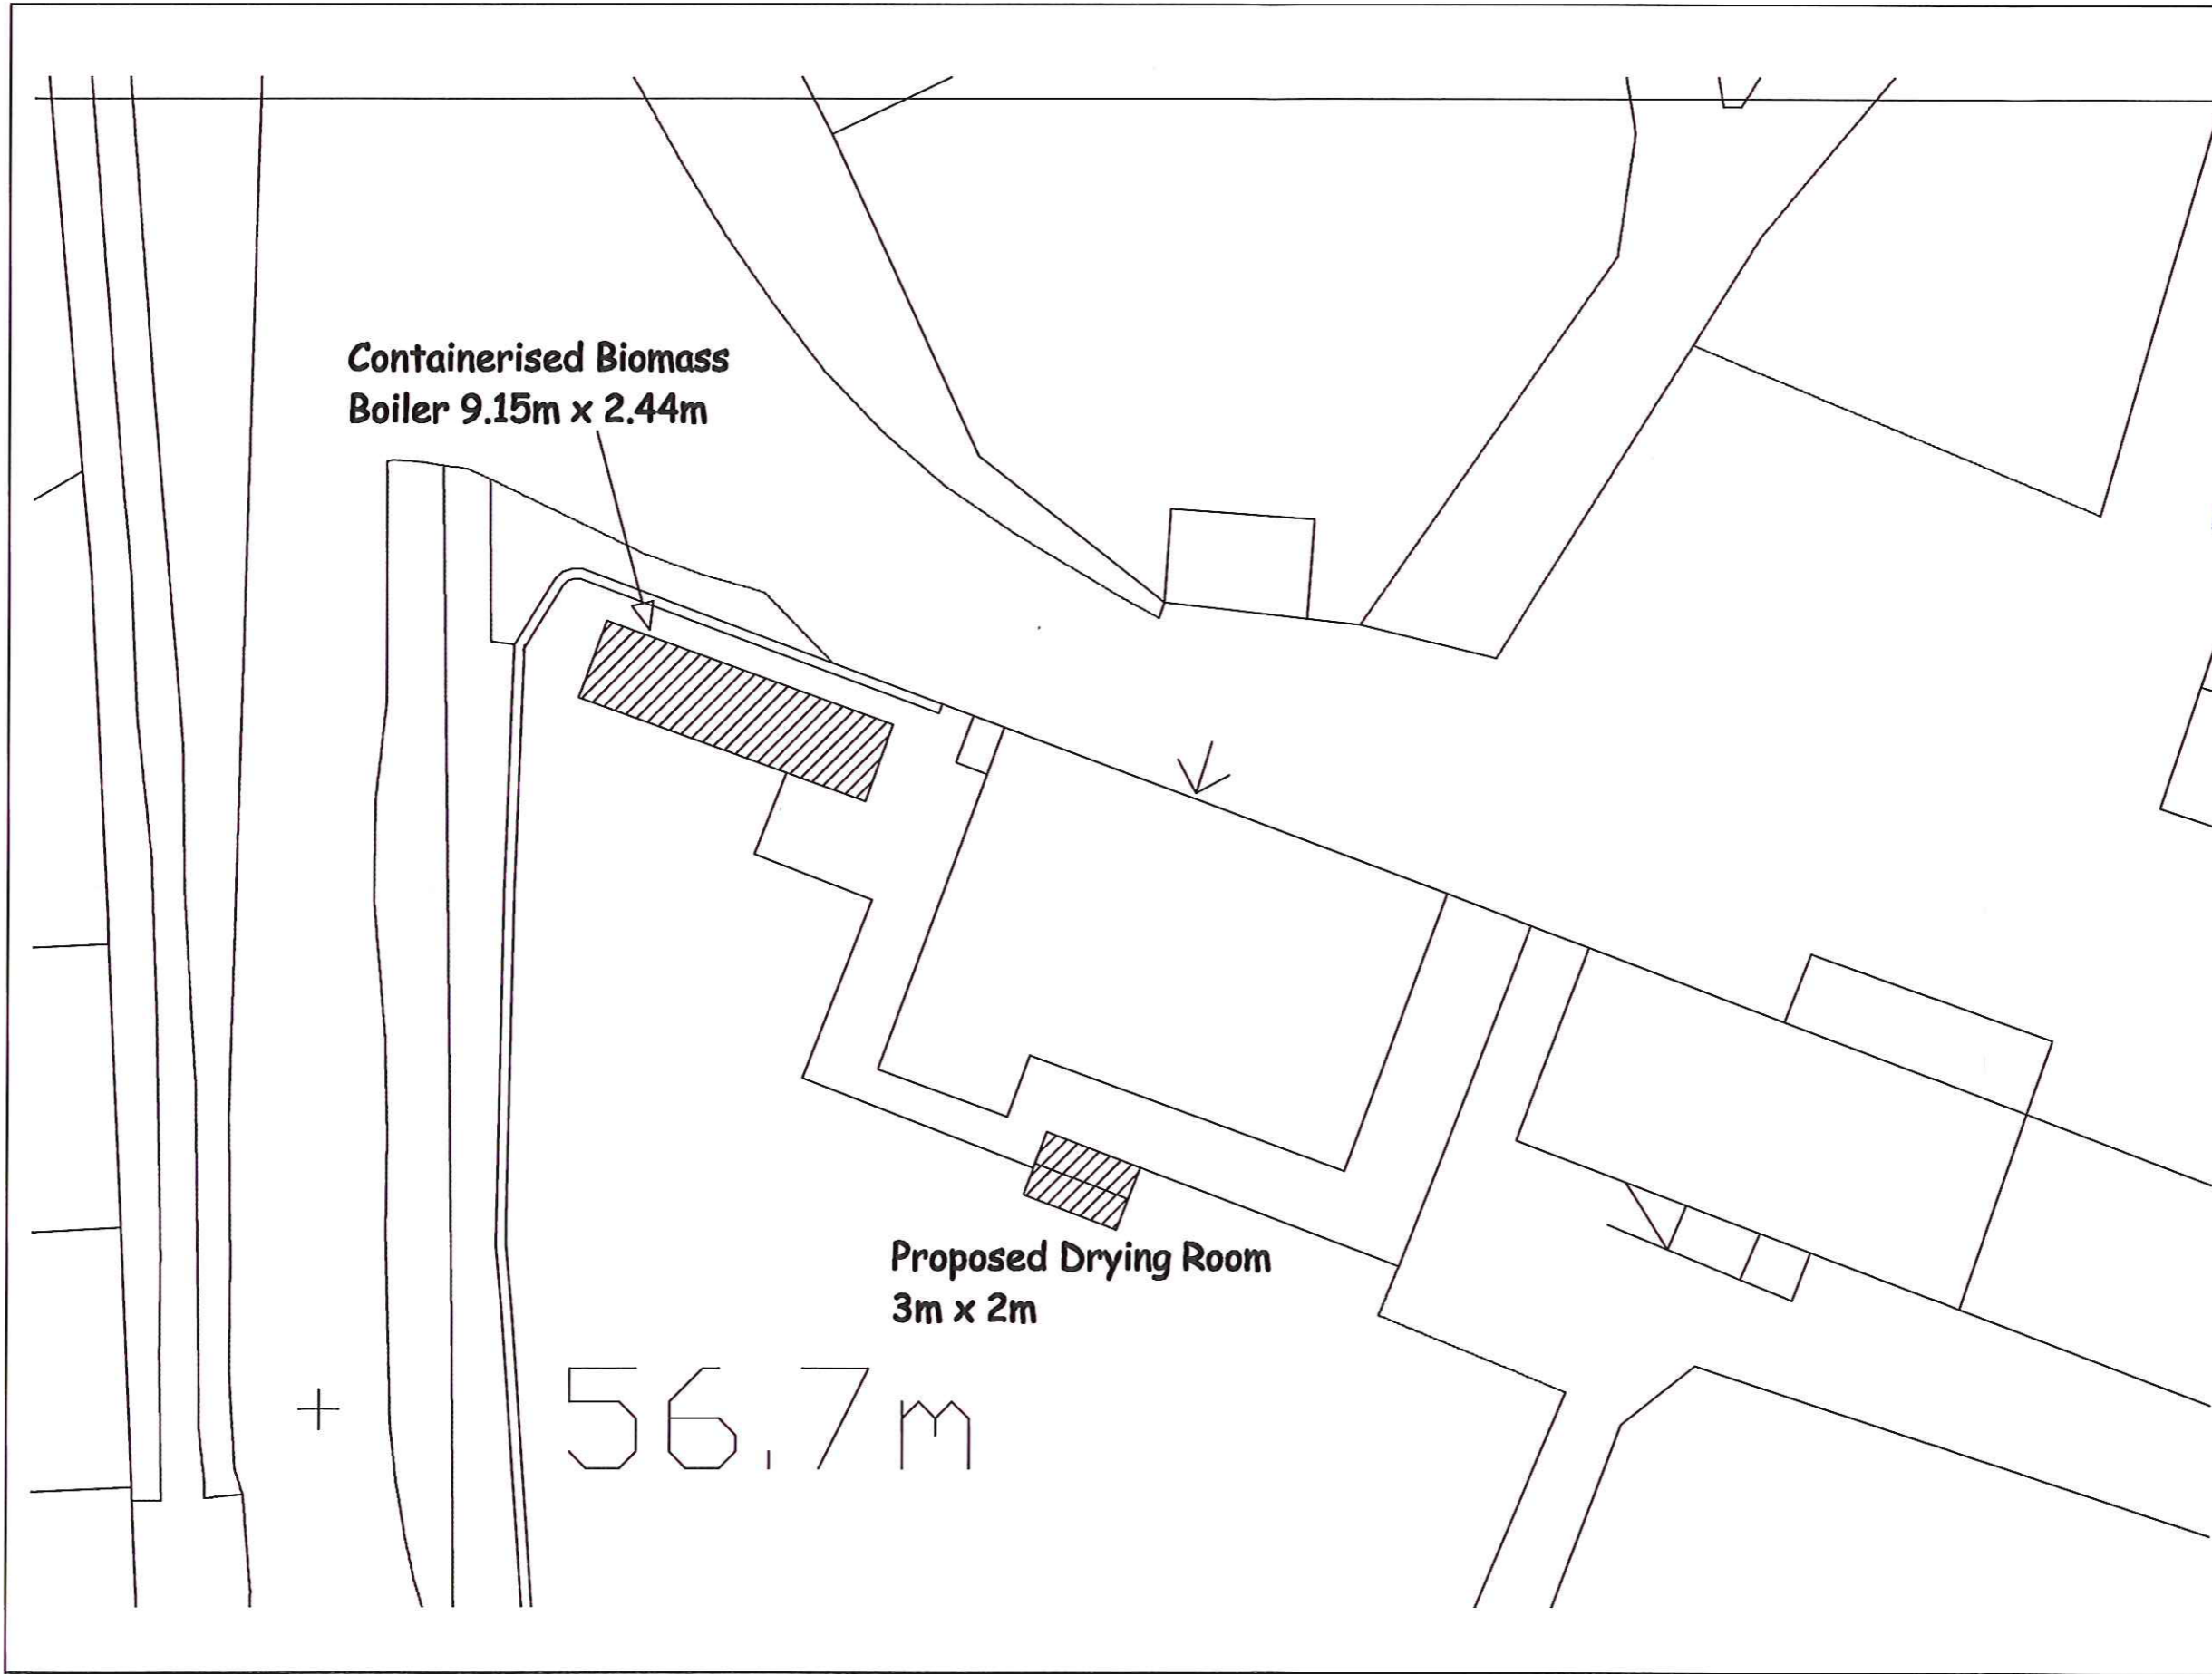 Containerised Biomass
Boiler 9.15m x 2.44m
Proposed Drying Room
3m x 2m
56.7m